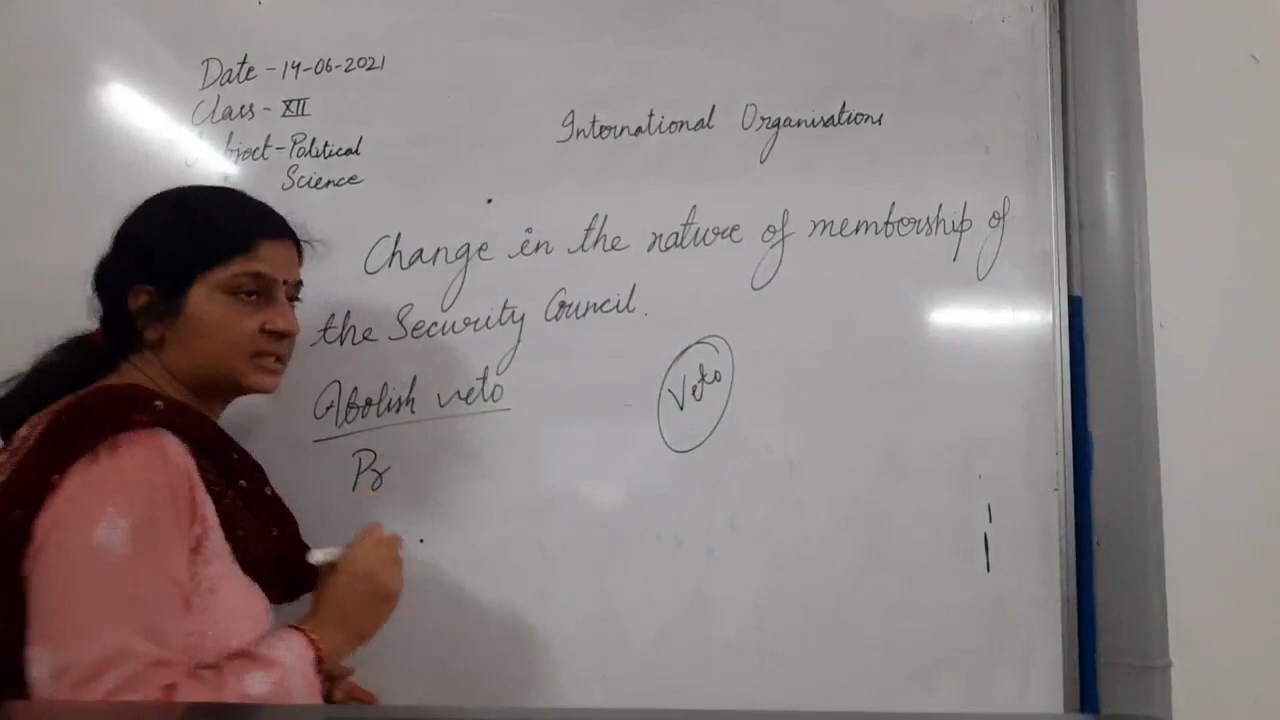 Date - 14-06-2021
Class - XII
Subject - Political
Science
International Organisations
Change in the nature of membership of
the Security Council.
Abolish veto
Veto
Pr